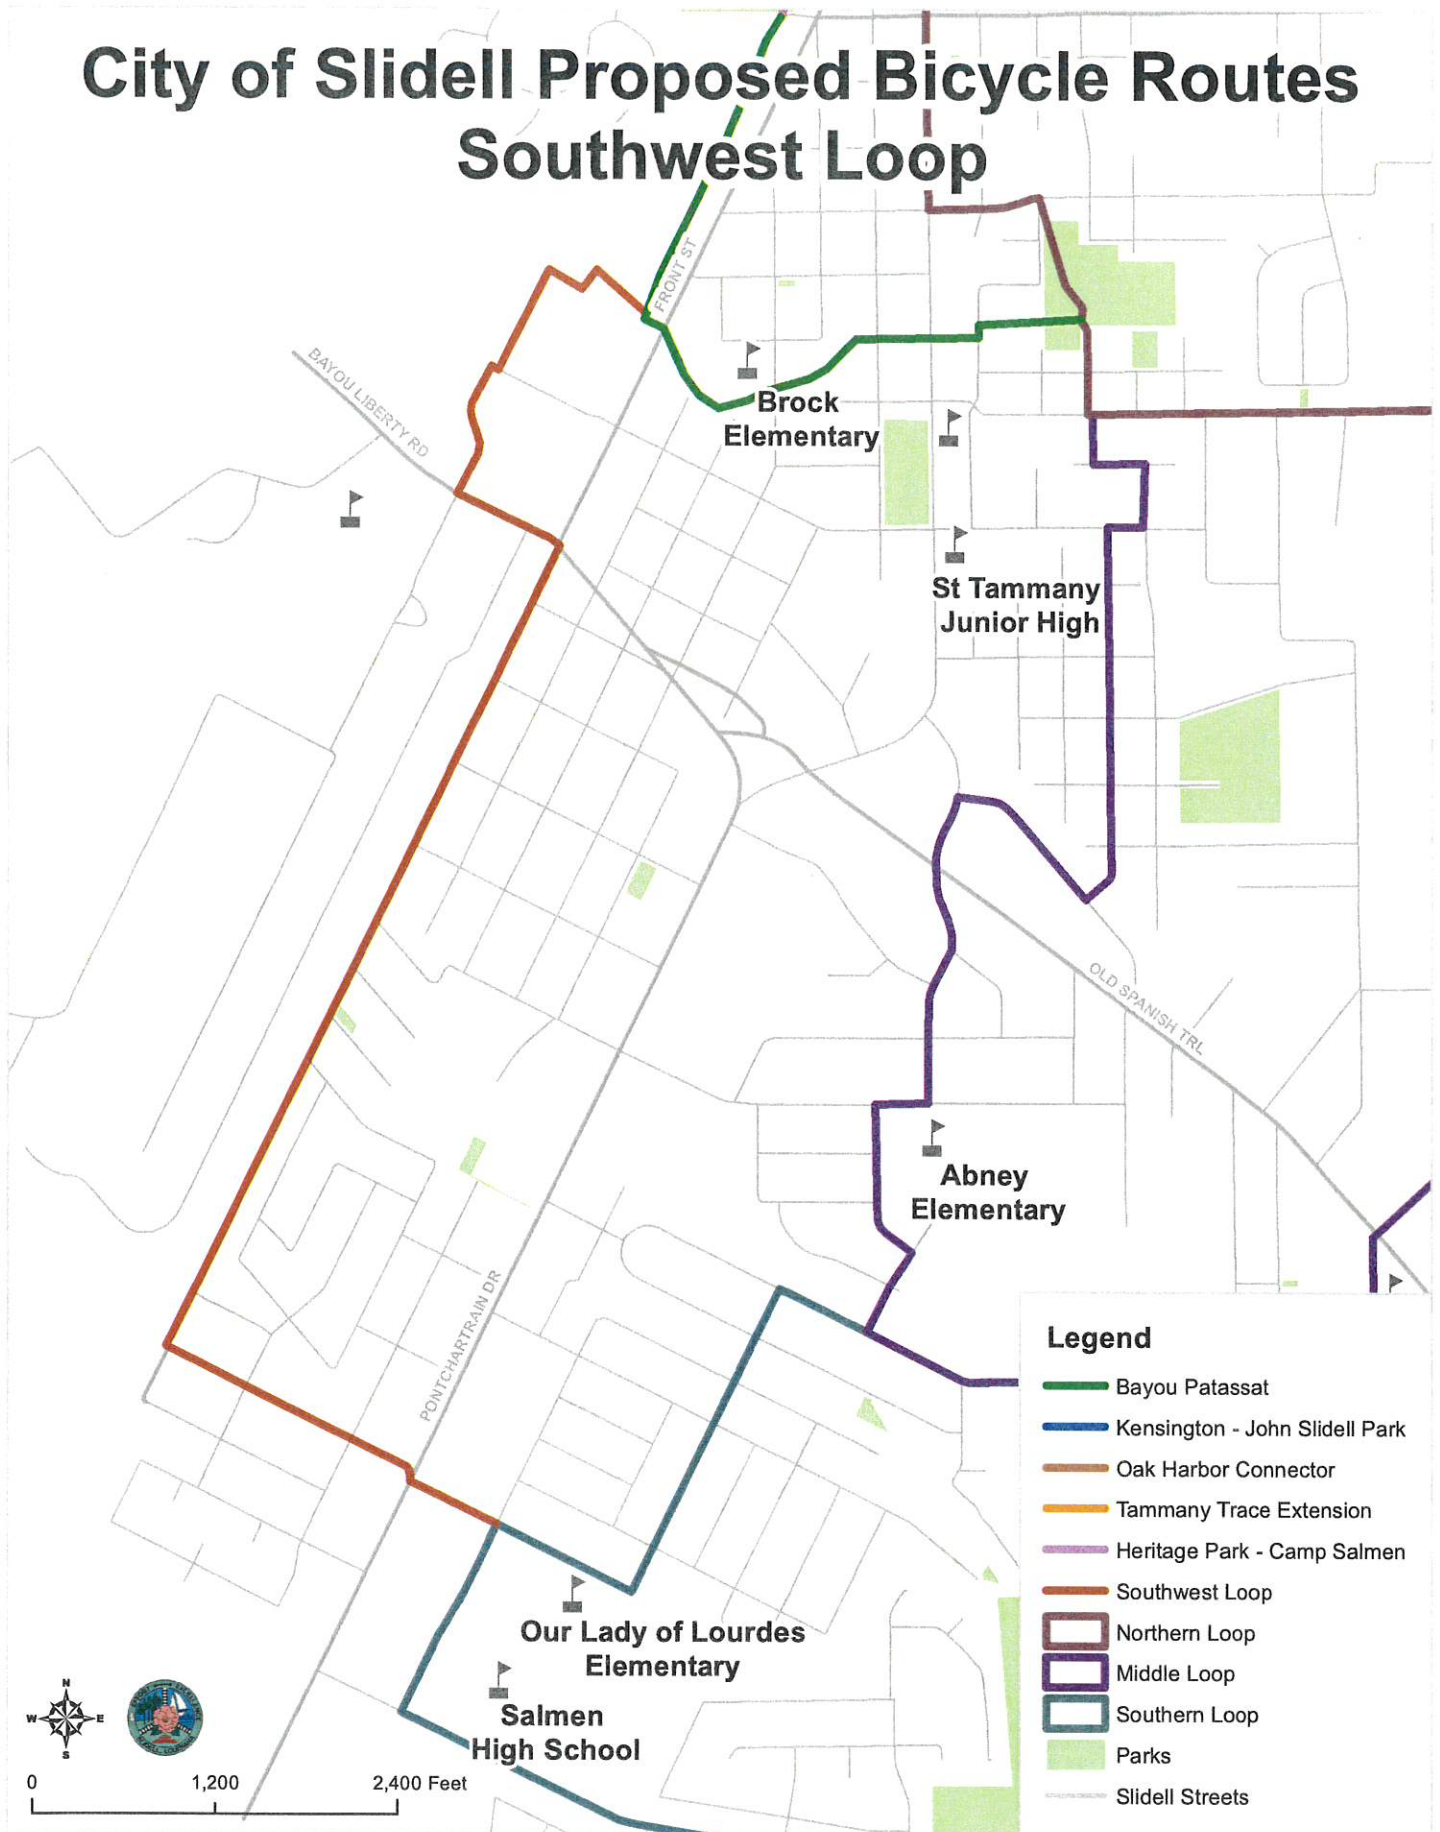 City of Slidell Proposed Bicycle Routes
Southwest Loop
FRONT ST
BAYOU LIBERTY RD
Brock
Elementary
St Tammany
Junior High
OLD SPANISH TRL
Abney
Elementary
PONTCHARTRAIN DR
Our Lady of Lourdes
Elementary
Salmen
High School
Legend
Bayou Patassat
Kensington - John Slidell Park
Oak Harbor Connector
Tammany Trace Extension
Heritage Park - Camp Salmen
Southwest Loop
Northern Loop
Middle Loop
Southern Loop
Parks
Slidell Streets
N
W E
S
0 1,200 2,400 Feet